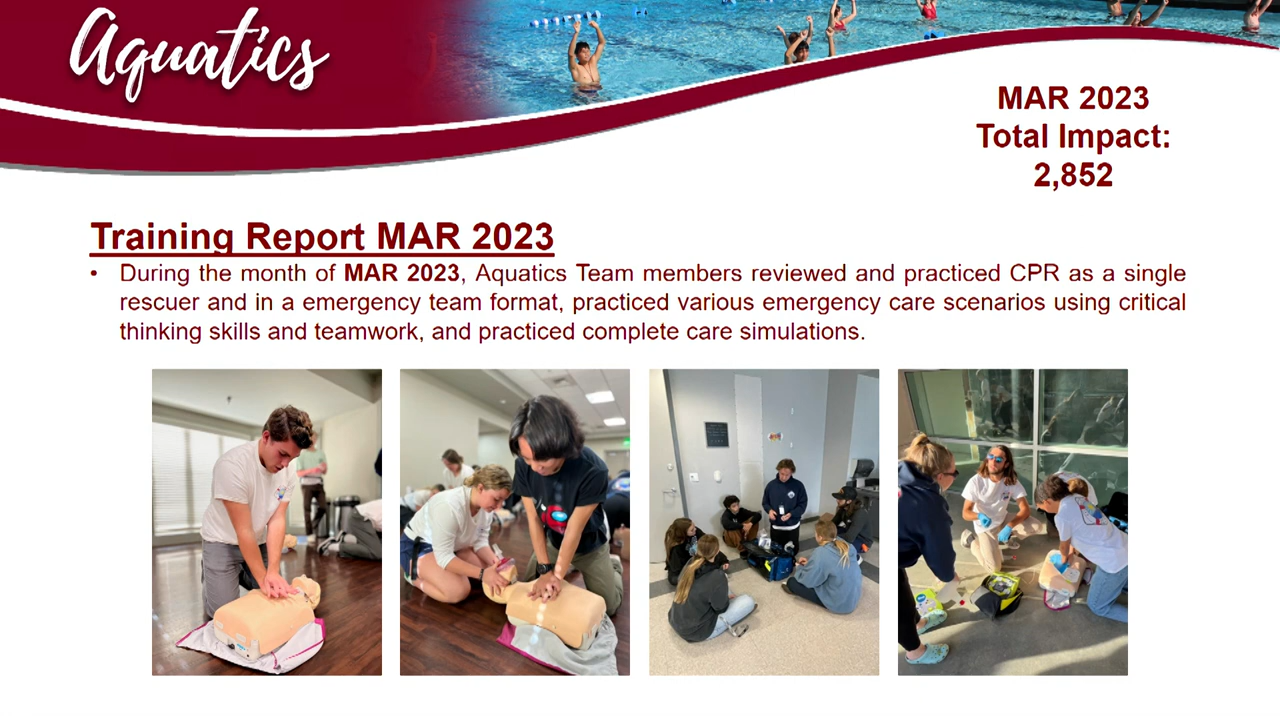 Aquatics
MAR 2023
Total Impact:
2,852
Training Report MAR 2023
• During the month of MAR 2023, Aquatics Team members reviewed and practiced CPR as a single
rescuer and in a emergency team format, practiced various emergency care scenarios using critical
thinking skills and teamwork, and practiced complete care simulations.